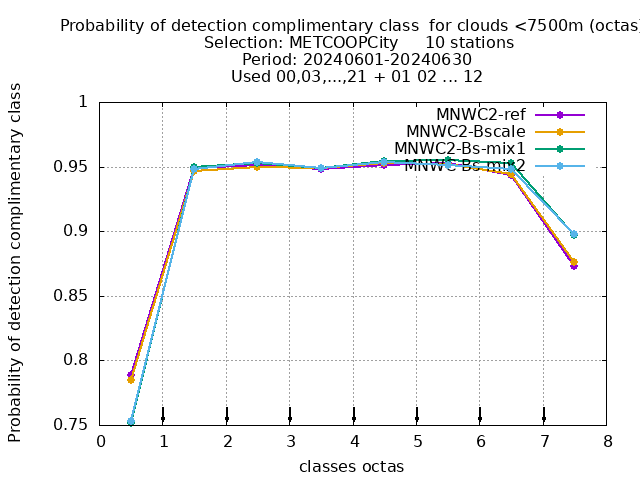 Probability of detection complimentary class  for clouds <7500m (octas)
Selection: METCOOPCity     10 stations
Period: 20240601-20240630
Used 00,03,...,21 + 01 02 ... 12
Probability of detection complimentary class
1
0.95
0.9
0.85
0.8
0.75
MNWC2-ref
MNWC2-Bscale
MNWC2-Bs-mix1
MNWC-Bs-mix2
0 1 2 3 4 5 6 7 8
classes octas